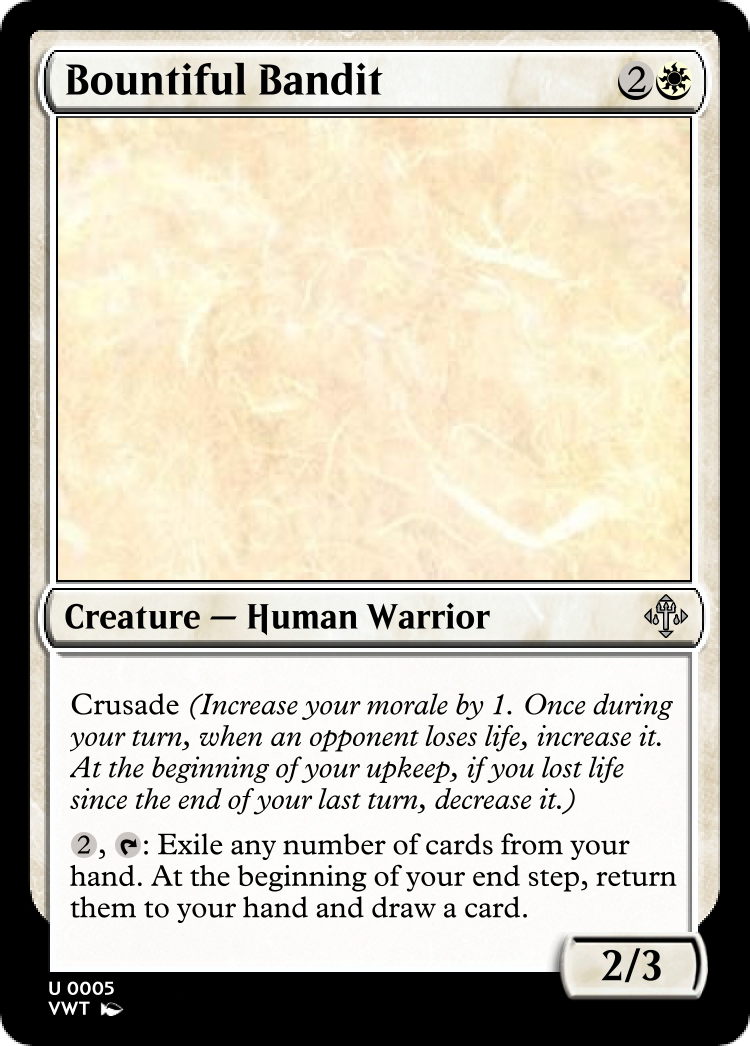 Bountiful Bandit 2
Creature — Human Warrior
Crusade (Increase your morale by 1. Once during
your turn, when an opponent loses life, increase it.
At the beginning of your upkeep, if you lost life
since the end of your last turn, decrease it.)
2, : Exile any number of cards from your
hand. At the beginning of your end step, return
them to your hand and draw a card.
2/3
U 0005
VWT